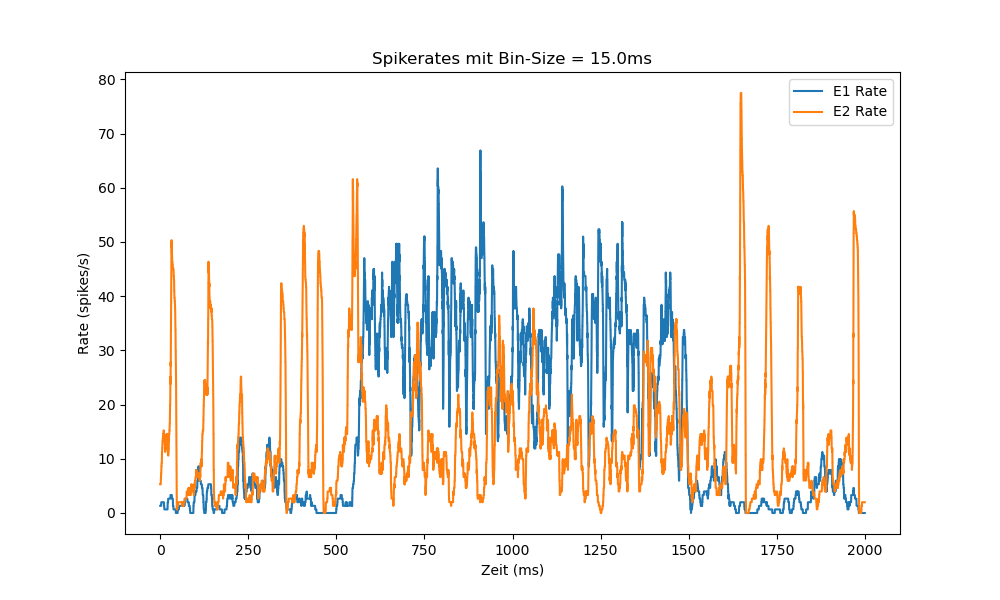 Spikerates mit Bin-Size = 15.0ms
E1 Rate
E2 Rate
80
70
60
50
40
30
20
10
0
Rate (spikes/s)
0 250 500 750 1000 1250 1500 1750 2000
Zeit (ms)